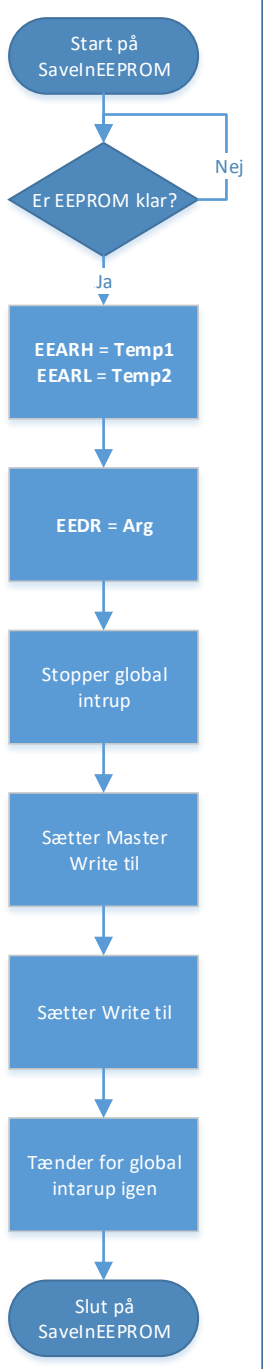 Start på
SaveInEEPROM
Nej
Er EEPROM klar?
Ja
EEARH = Temp1
EEARL = Temp2
EEDR = Arg
Stopper global
intrup
Sætter Master
Write til
Sætter Write til
Tænder for global
intarup igen
Slut på
SaveInEEPROM